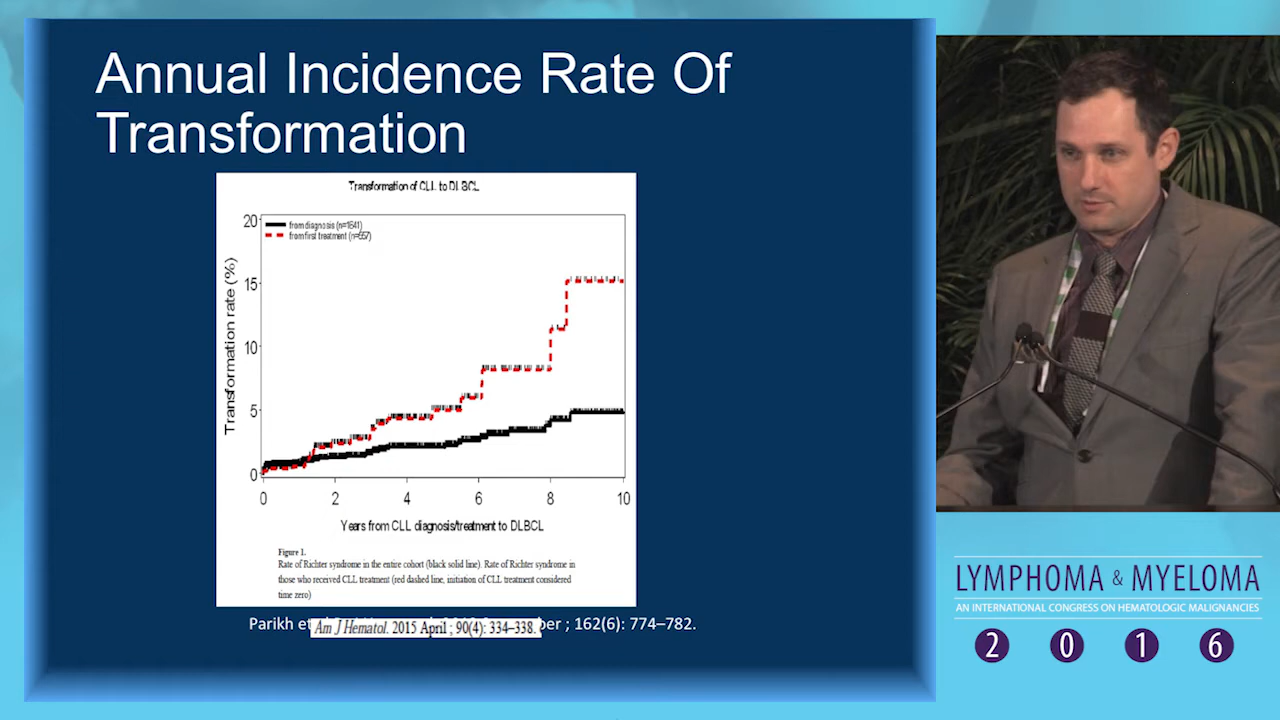 Annual Incidence Rate Of
Transformation
Transformation of CLL to DLBCL
from diagnosis (n=1641)
from first treatment (n=557)
20
15
10
5
0
Transformation rate (%)
0 2 4 6 8 10
Years from CLL diagnosis/treatment to DLBCL
Figure 1.
Rate of Richter syndrome in the entire cohort (black solid line). Rate of Richter syndrome in
those who received CLL treatment (red dashed line, initiation of CLL treatment considered
time zero)
Parikh ; 162(6): 774–782.
Am J Hematol. 2015 April ; 90(4): 334–338.
LYMPHOMA & MYELOMA
AN INTERNATIONAL CONGRESS ON HEMATOLOGIC MALIGNANCIES
2 0 1 6